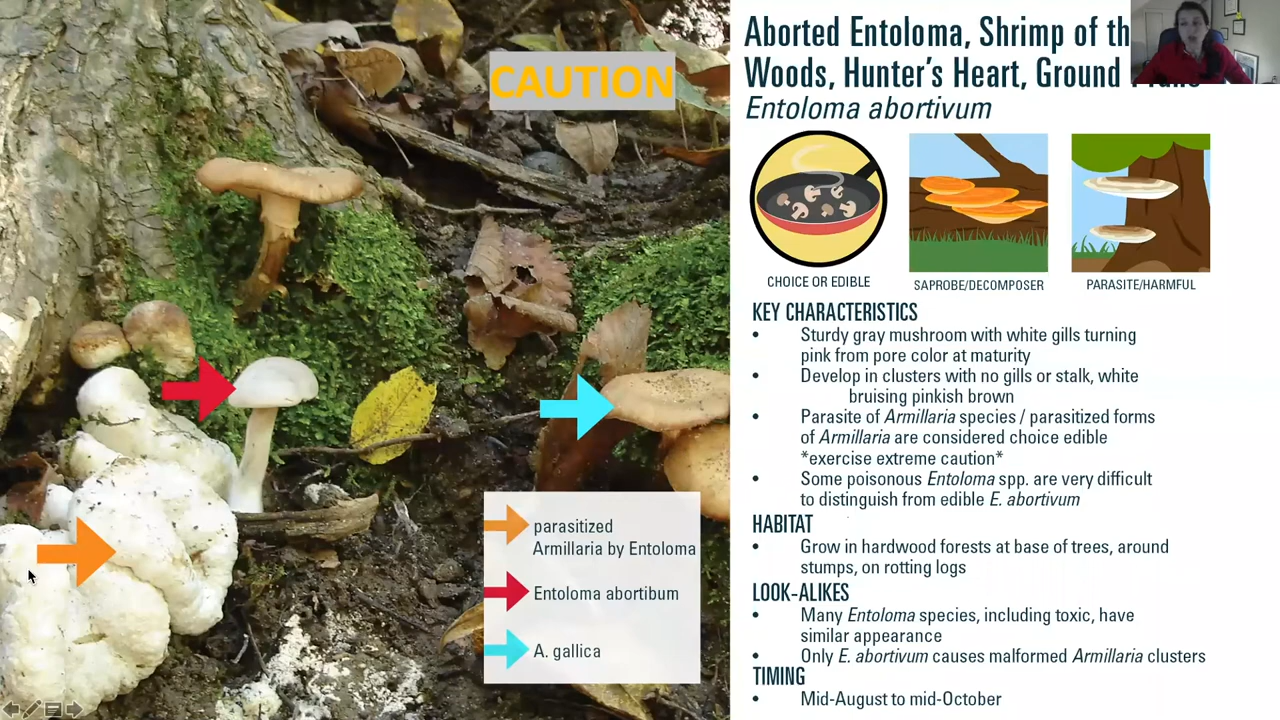 CAUTION
Aborted Entoloma, Shrimp of th
Woods, Hunter's Heart, Ground
Entoloma abortivum
CHOICE OR EDIBLE
SAPROBE/DECOMPOSER
PARASITE/HARMFUL
KEY CHARACTERISTICS
• Sturdy gray mushroom with white gills turning
pink from pore color at maturity
• Develop in clusters with no gills or stalk, white
bruising pinkish brown
• Parasite of Armillaria species / parasitized forms
of Armillaria are considered choice edible
*exercise extreme caution*
• Some poisonous Entoloma spp. are very difficult
to distinguish from edible E. abortivum
HABITAT
• Grow in hardwood forests at base of trees, around
stumps, on rotting logs
LOOK-ALIKES
• Many Entoloma species, including toxic, have
similar appearance
• Only E. abortivum causes malformed Armillaria clusters
TIMING
• Mid-August to mid-October
parasitized
Armillaria by Entoloma
Entoloma abortibum
A. gallica